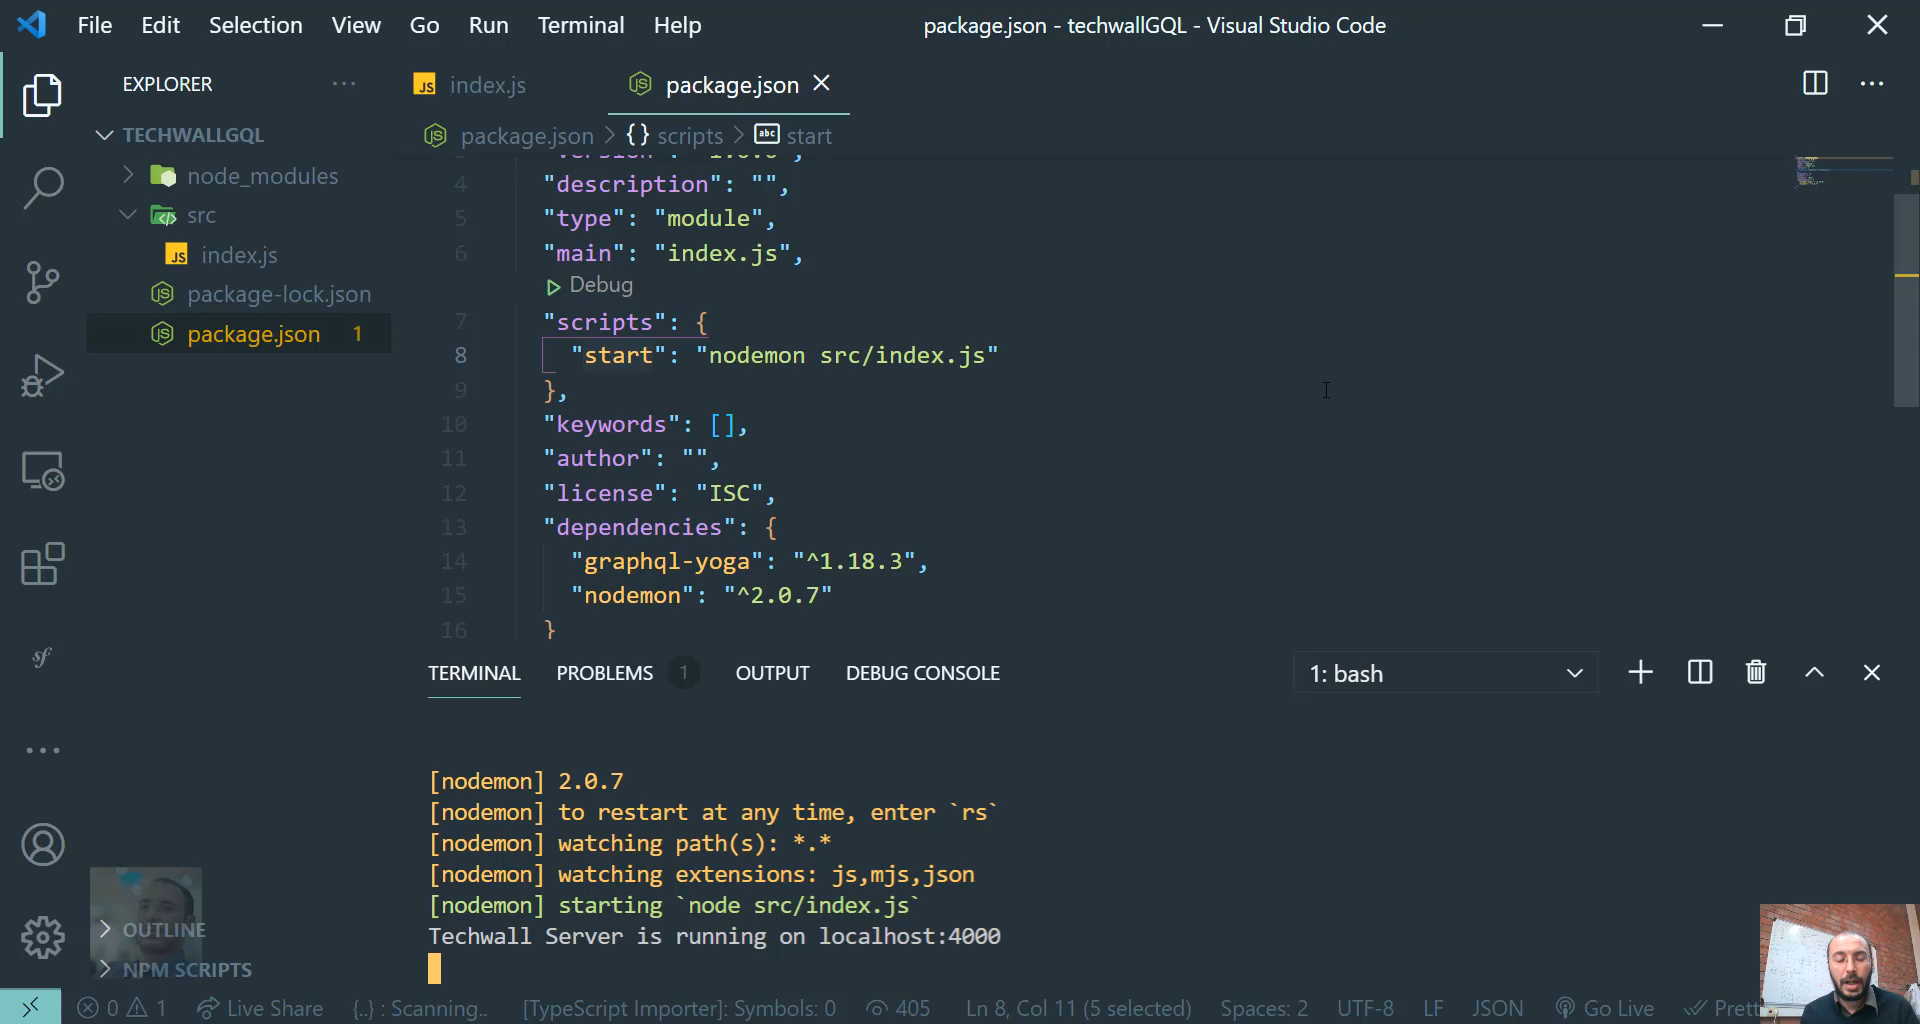 File Edit Selection View Go Run Terminal Help
package.json - techwallGQL - Visual Studio Code
EXPLORER
TECHWALLGQL
node_modules
src
JS index.js
package-lock.json
package.json 1
OUTLINE
NPM SCRIPTS
JS index.js
package.json
package.json > {} scripts > abc start
4 "description": "",
5 "type": "module",
6 "main": "index.js",
Debug
7 "scripts": {
8 "start": "nodemon src/index.js"
9 },
10 "keywords": [],
11 "author": "",
12 "license": "ISC",
13 "dependencies": {
14 "graphql-yoga": "^1.18.3",
15 "nodemon": "^2.0.7"
16 }
TERMINAL PROBLEMS 1 OUTPUT DEBUG CONSOLE
1: bash
[nodemon] 2.0.7
[nodemon] to restart at any time, enter `rs`
[nodemon] watching path(s): *.*
[nodemon] watching extensions: js,mjs,json
[nodemon] starting `node src/index.js`
Techwall Server is running on localhost:4000
0 1 Live Share {..} : Scanning.. [TypeScript Importer]: Symbols: 0 405 Ln 8, Col 11 (5 selected) Spaces: 2 UTF-8 LF JSON Go Live